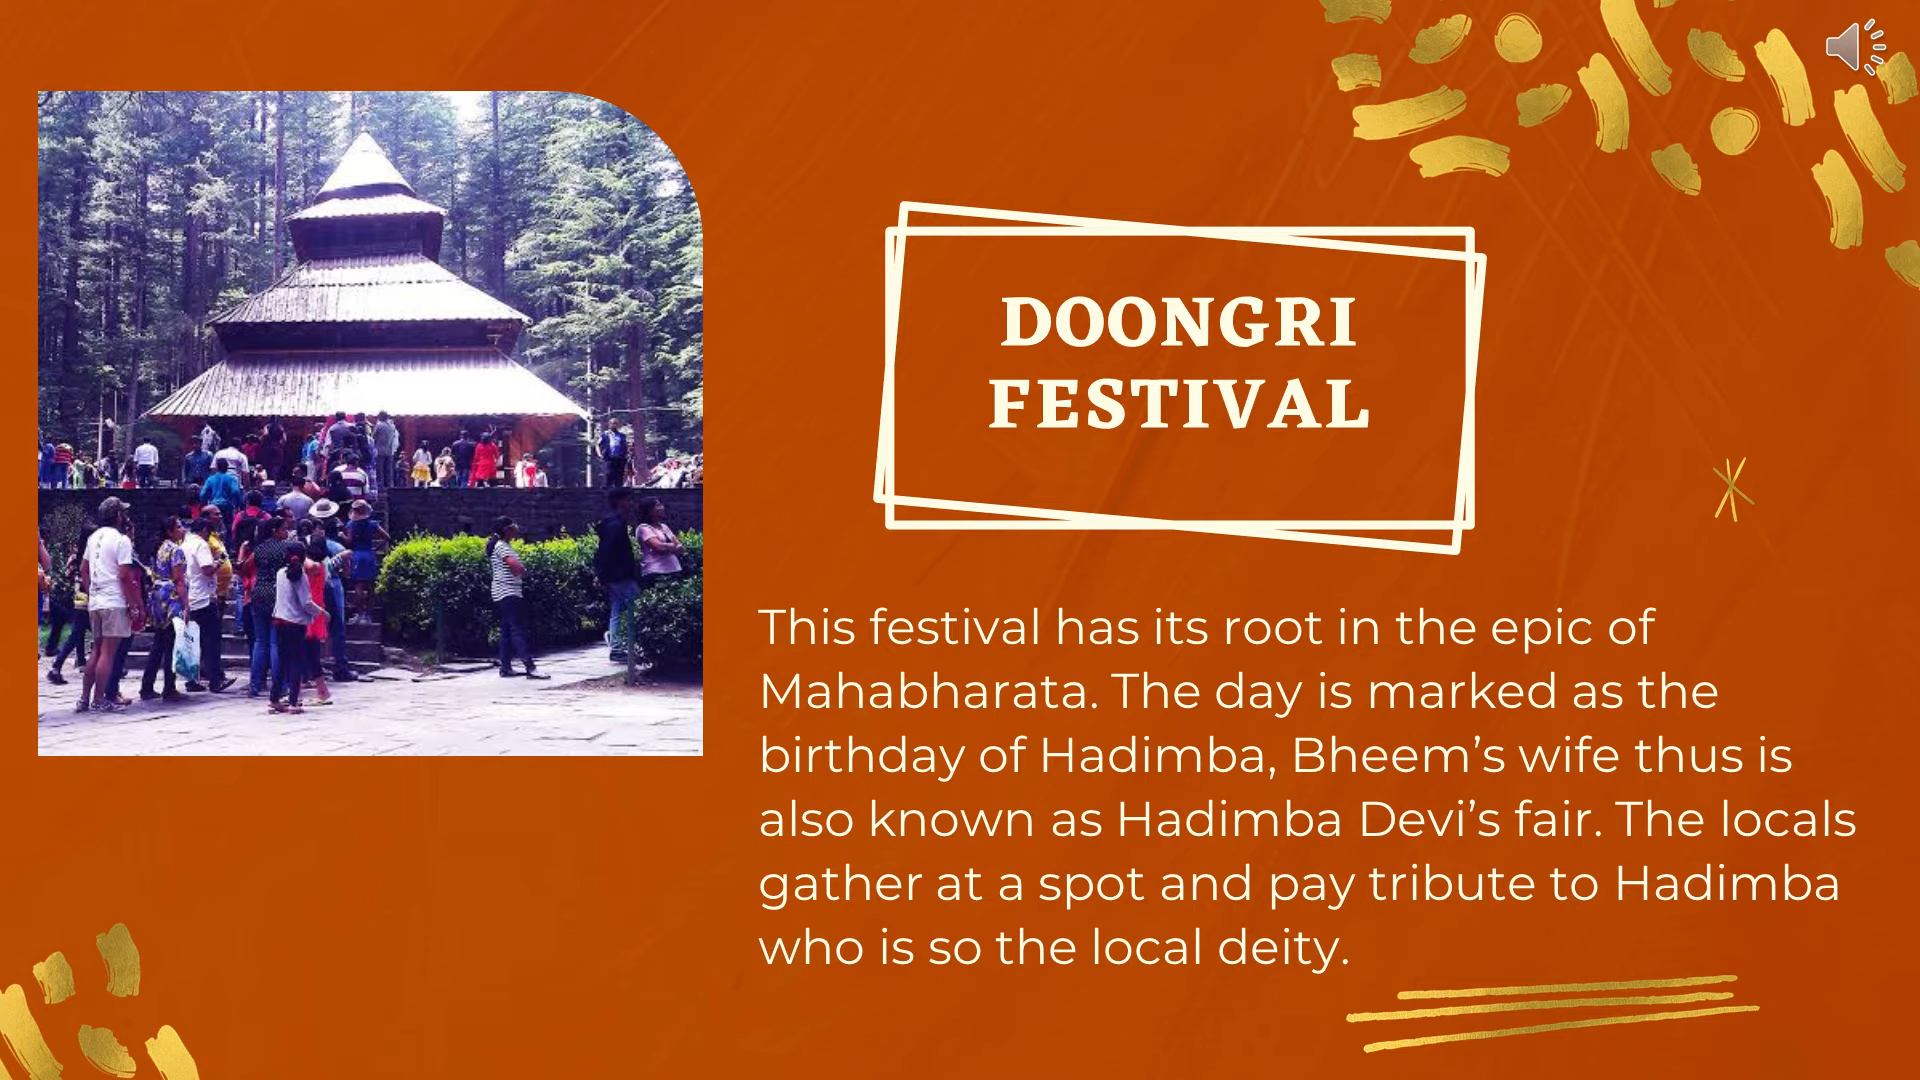 DOONGRI
FESTIVAL
This festival has its root in the epic of
Mahabharata. The day is marked as the
birthday of Hadimba, Bheem’s wife thus is
also known as Hadimba Devi’s fair. The locals
gather at a spot and pay tribute to Hadimba
who is so the local deity.